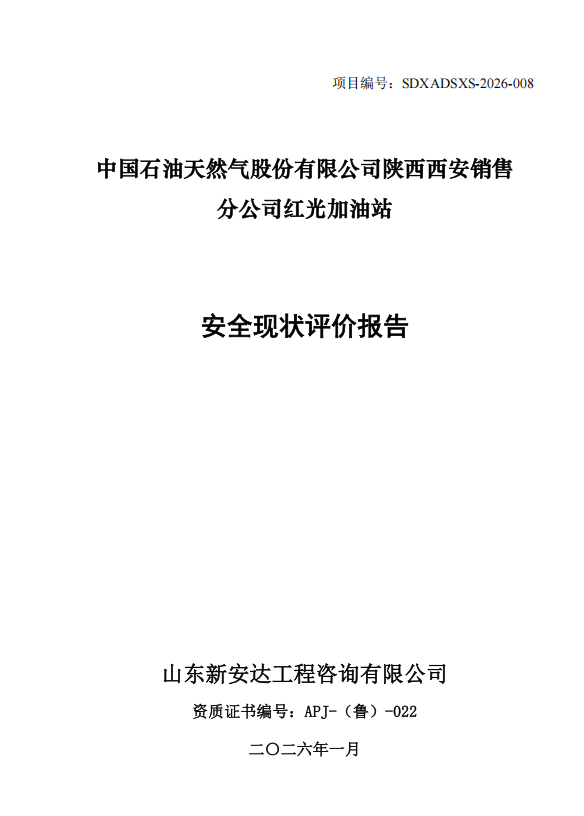 项目编号：SDXADSXS-2026-008
中国石油天然气股份有限公司陕西西安销售
分公司红光加油站
安全现状评价报告
山东新安达工程咨询有限公司
资质证书编号：APJ-（鲁）-022
二〇二六年一月